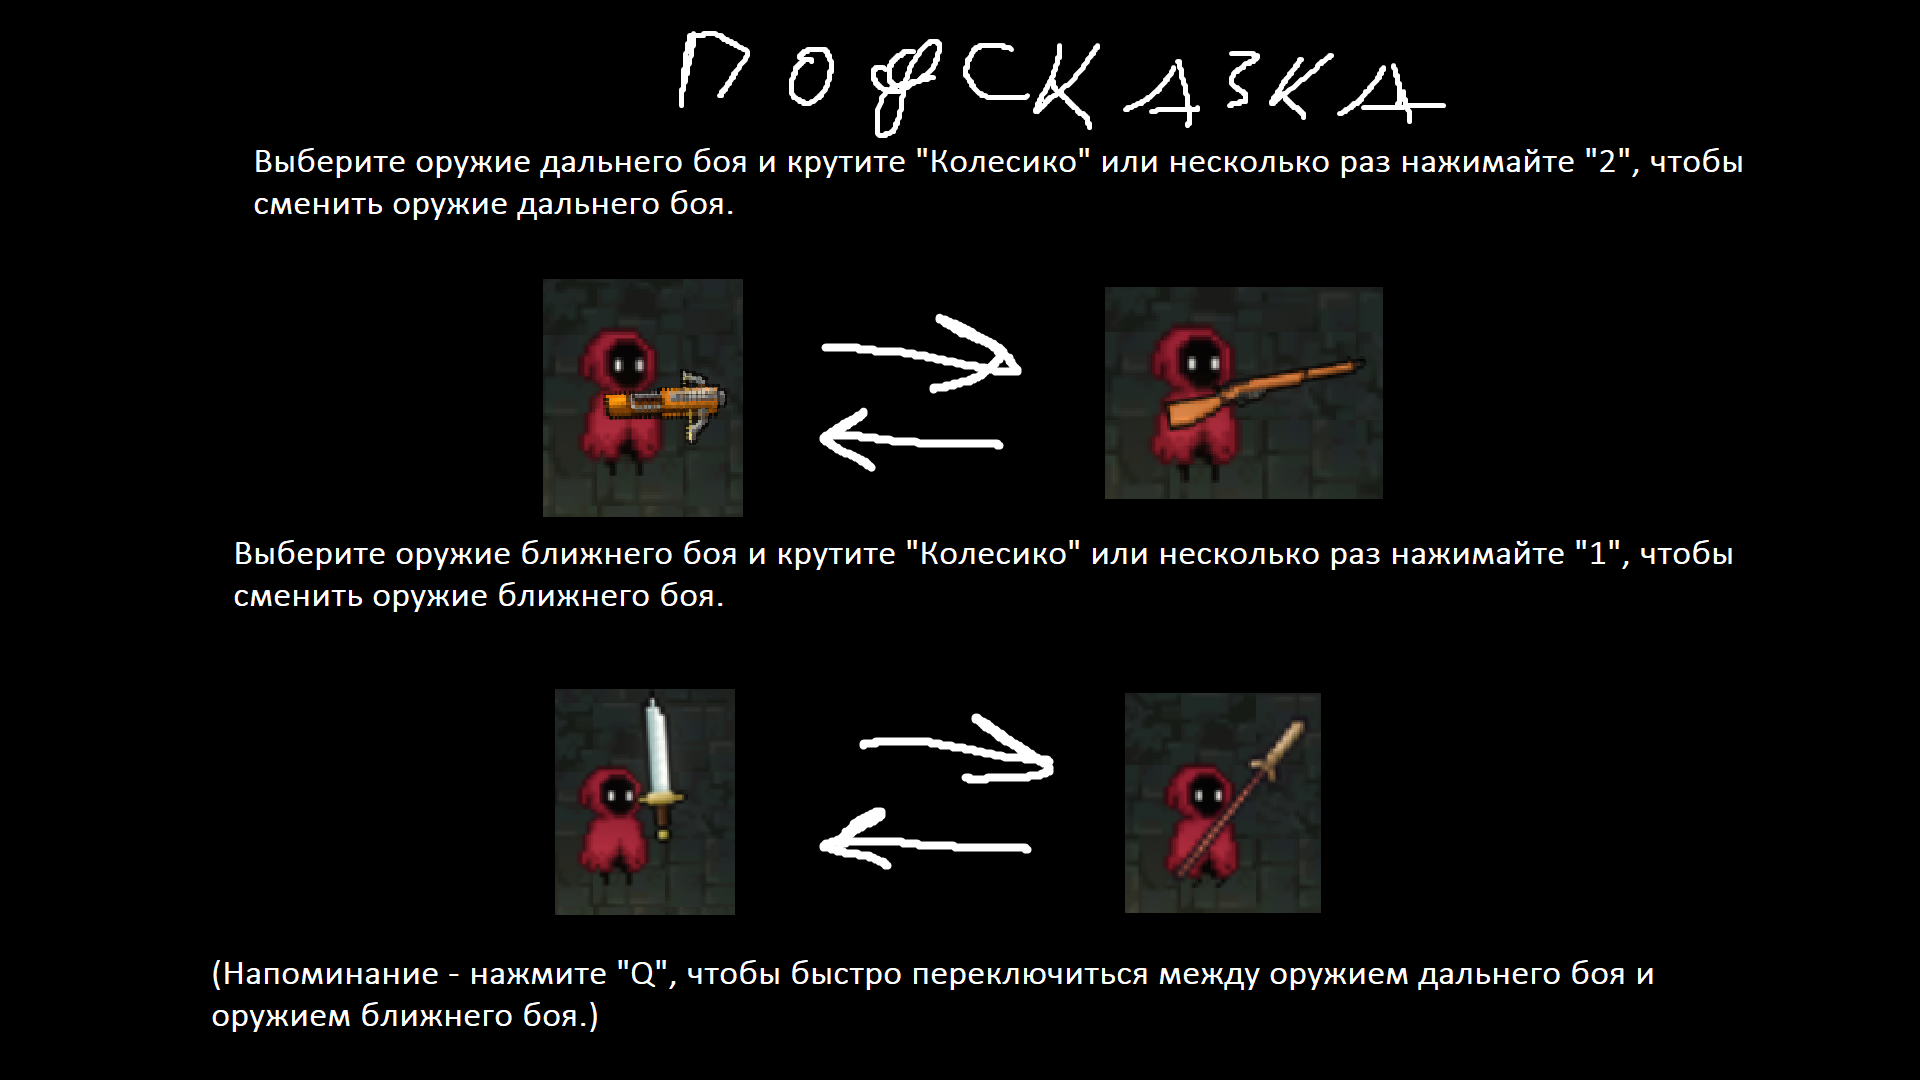 ПОДСКАЗКА
Выберите оружие дальнего боя и крутите "Колесико" или несколько раз нажимайте "2", чтобы
сменить оружие дальнего боя.
Выберите оружие ближнего боя и крутите "Колесико" или несколько раз нажимайте "1", чтобы
сменить оружие ближнего боя.
(Напоминание - нажмите "Q", чтобы быстро переключиться между оружием дальнего боя и
оружием ближнего боя.)